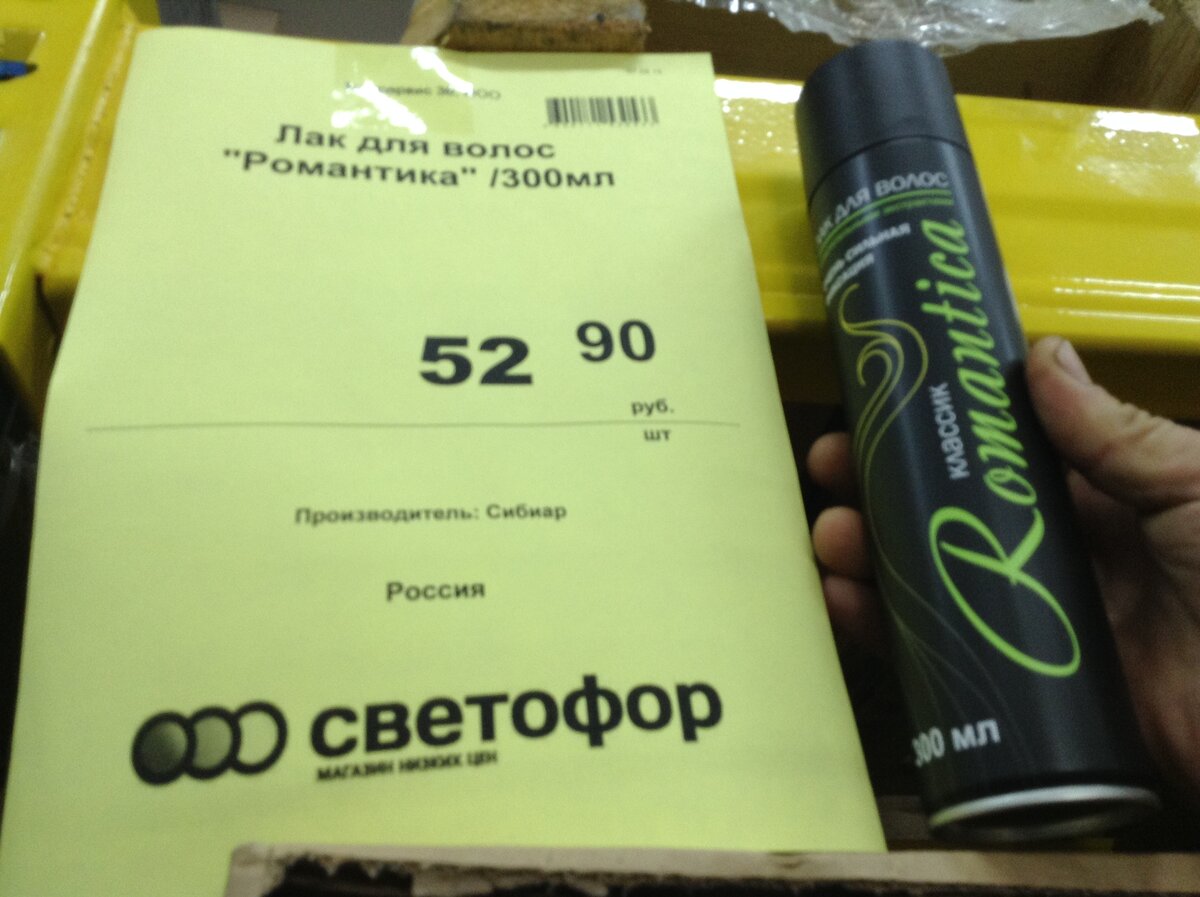 Лак для волос
"Романтика" /300мл
52 90
руб.
шт
Производитель: Сибиар
Россия
светофор
МАГАЗИН НИЗКИХ ЦЕН
ЛАК ДЛЯ ВОЛОС
СИЛЬНАЯ
КЛАССИК
Romantica
300 мл